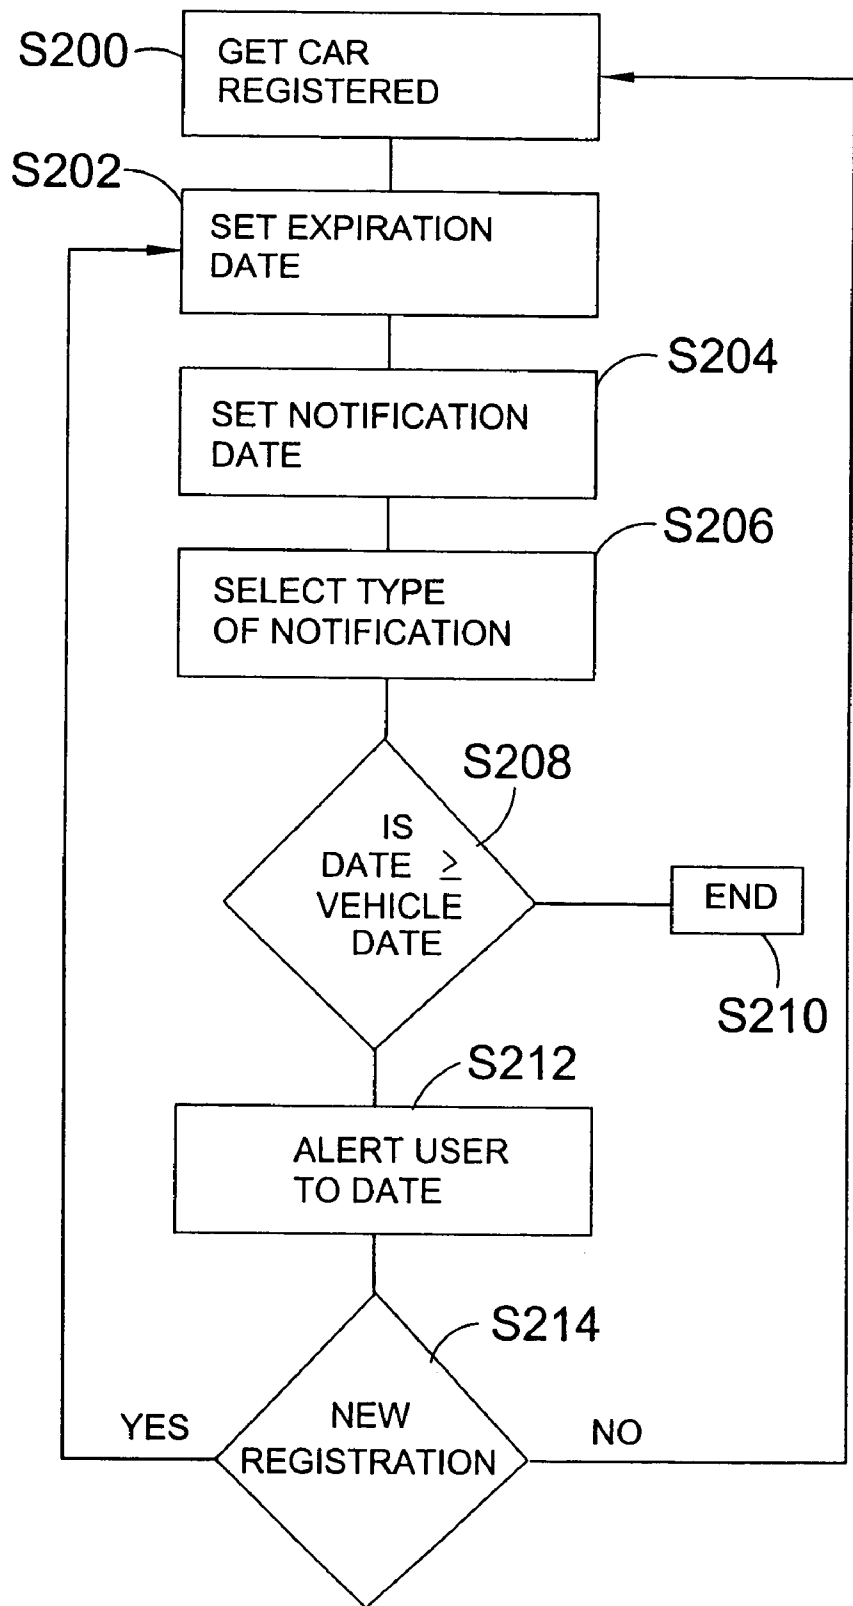 S200
GET CAR
REGISTERED
S202
SET EXPIRATION
DATE
S204
SET NOTIFICATION
DATE
S206
SELECT TYPE
OF NOTIFICATION
S208
IS
DATE ≥
VEHICLE
DATE
END
S210
S212
ALERT USER
TO DATE
S214
YES
NEW
REGISTRATION
NO